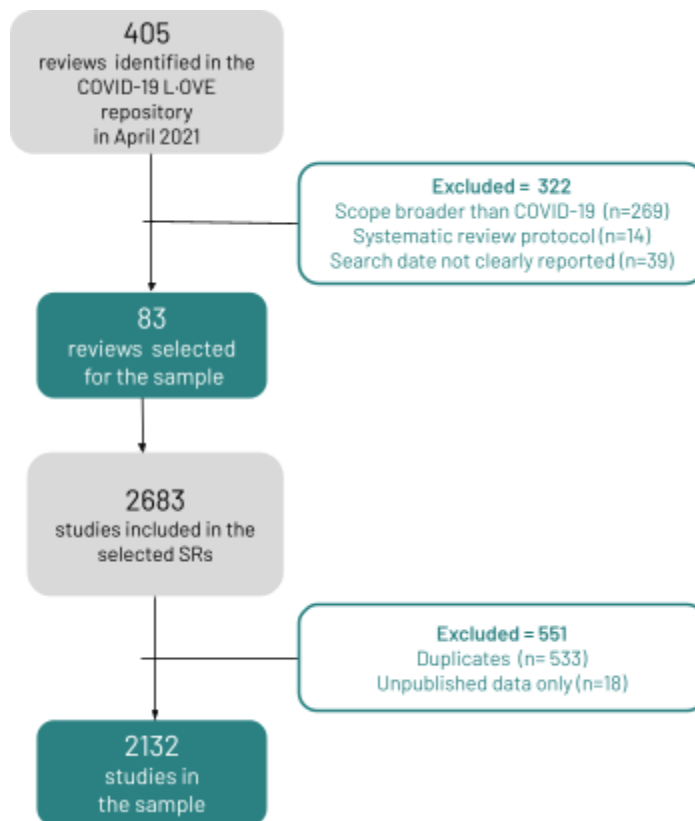 405
reviews identified in the
COVID-19 L·OVE
repository
in April 2021
Excluded = 322
Scope broader than COVID-19 (n=269)
Systematic review protocol (n=14)
Search date not clearly reported (n=39)
83
reviews selected
for the sample
2683
studies included in the
selected SRs
Excluded = 551
Duplicates (n= 533)
Unpublished data only (n=18)
2132
studies in
the sample